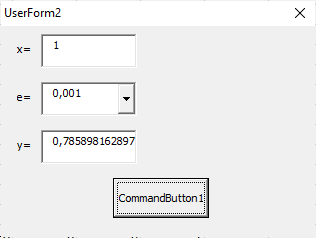 UserForm2
x= 1
e= 0,001
y= 0,785898162897
CommandButton1